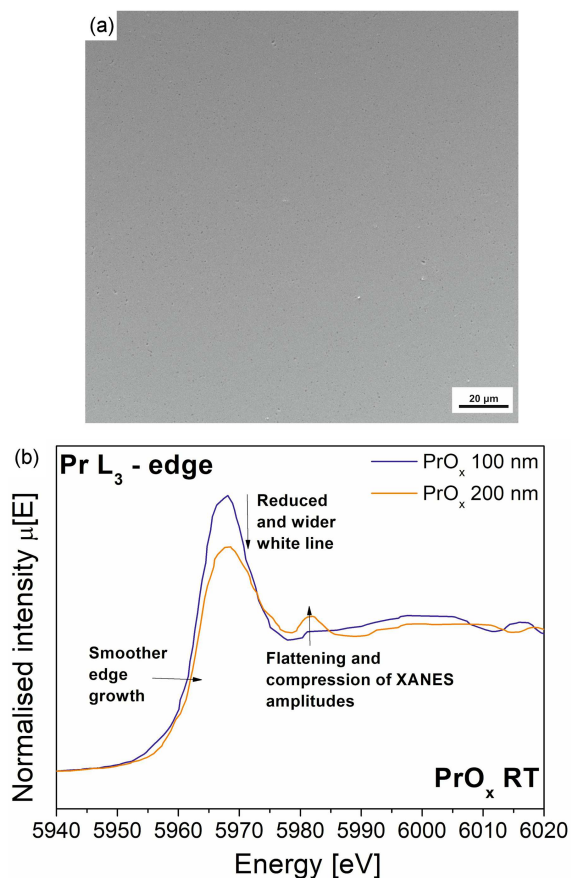 (a)
20 µm
(b)
Pr L₃ - edge
PrOₓ 100 nm
PrOₓ 200 nm
Reduced
and wider
white line
Smoother
edge
growth
Flattening and
compression of XANES
amplitudes
PrOₓ RT
Normalised intensity µ[E]
5940 5950 5960 5970 5980 5990 6000 6010 6020
Energy [eV]